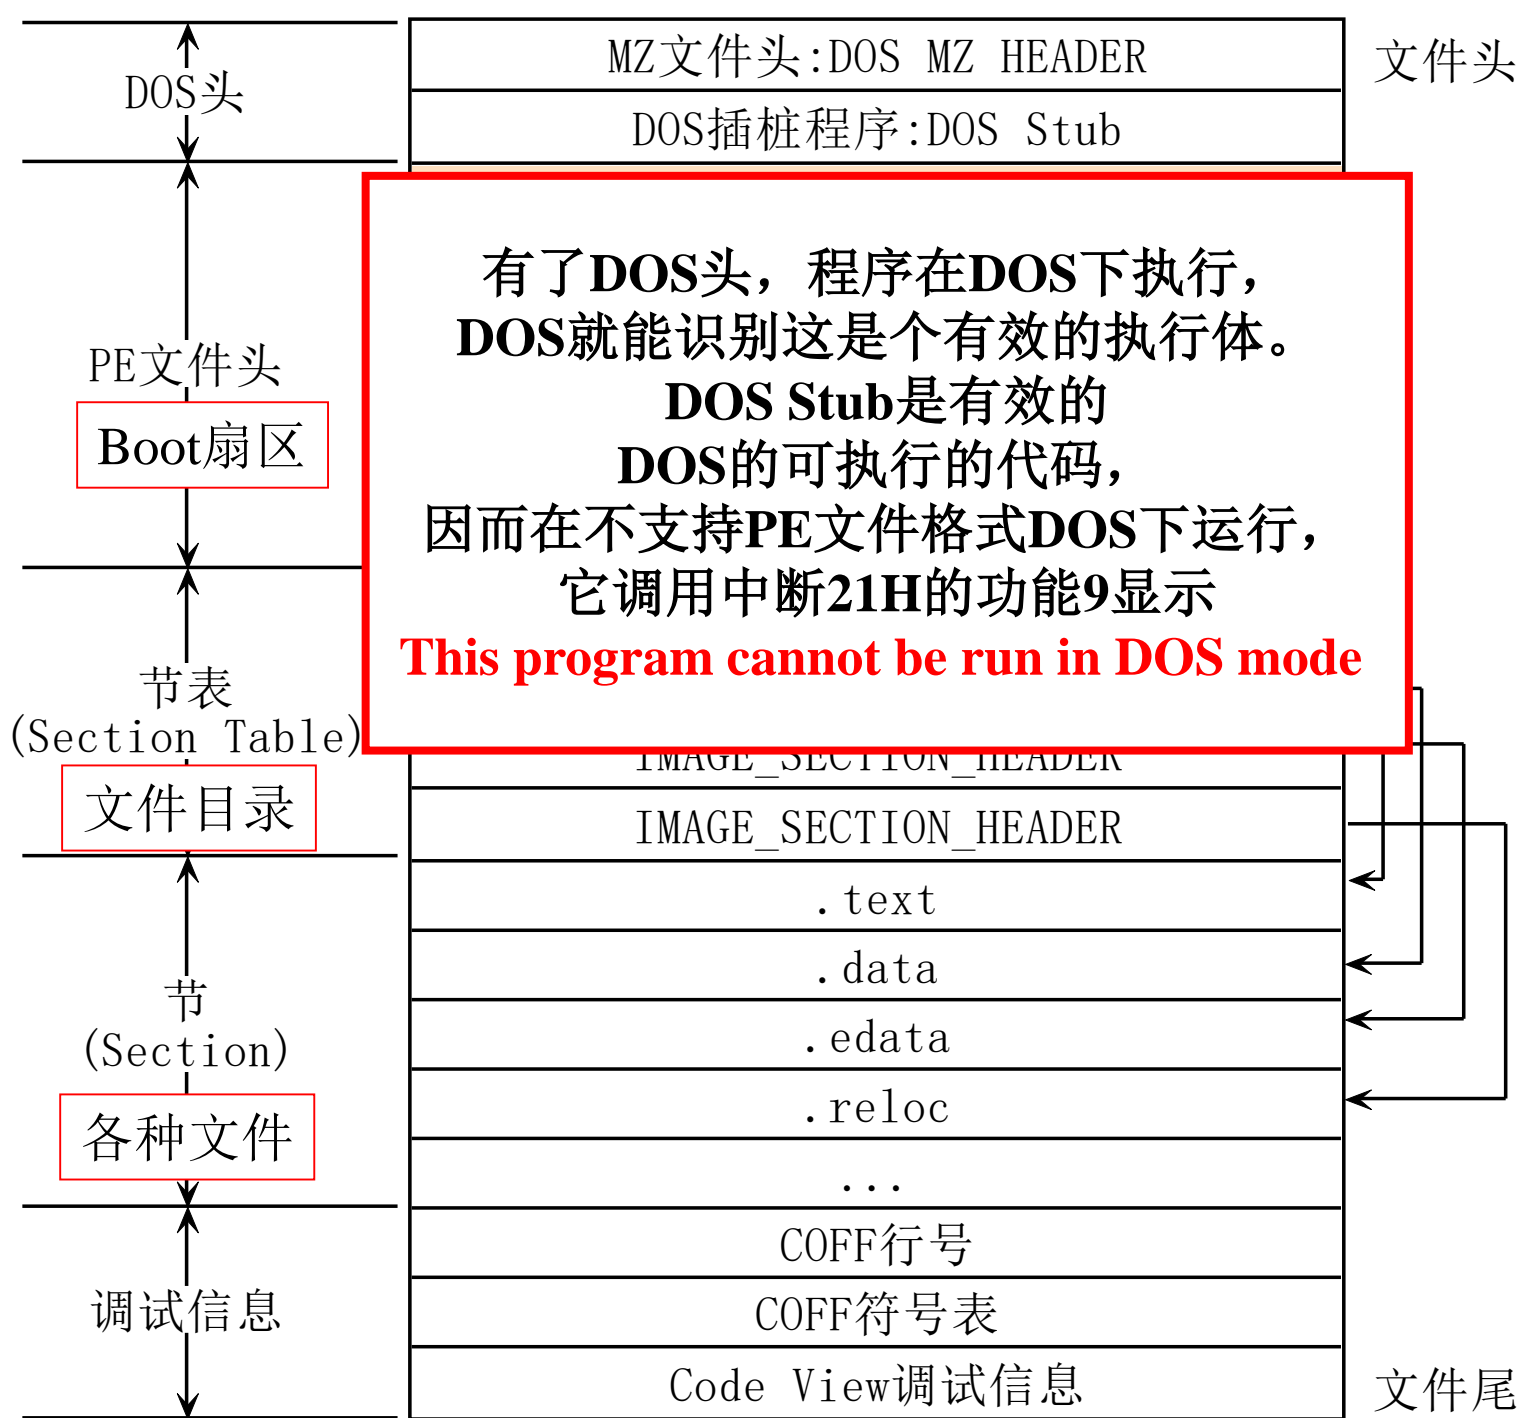 MZ文件头:DOS MZ HEADER
文件头
DOS头
DOS插桩程序:DOS Stub
有了DOS头，程序在DOS下执行，
DOS就能识别这是个有效的执行体。
DOS Stub是有效的
DOS的可执行的代码，
因而在不支持PE文件格式DOS下运行，
它调用中断21H的功能9显示
This program cannot be run in DOS mode
PE文件头
Boot扇区
节表
(Section Table)
文件目录
IMAGE_SECTION_HEADER
IMAGE_SECTION_HEADER
.text
.data
.edata
.reloc
...
节
(Section)
各种文件
COFF行号
COFF符号表
Code View调试信息
调试信息
文件尾